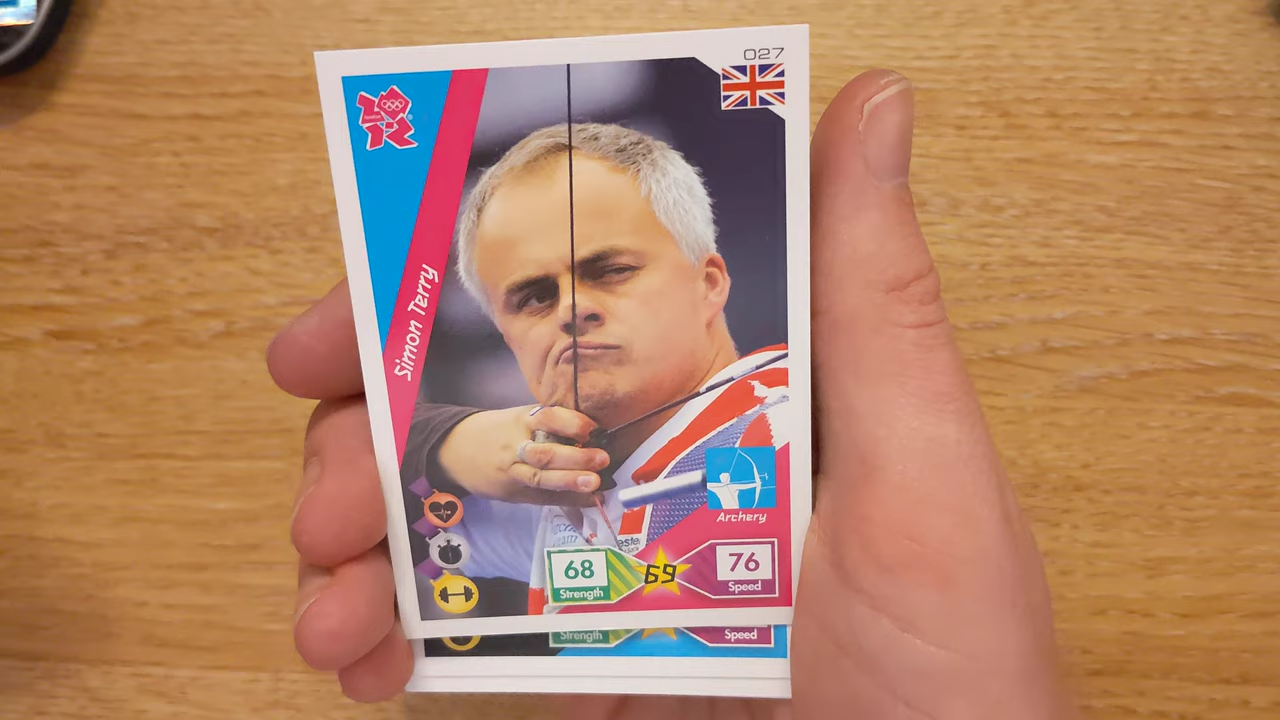 027
Simon Terry
Archery
68
Strength
69
76
Speed
Strength
Speed